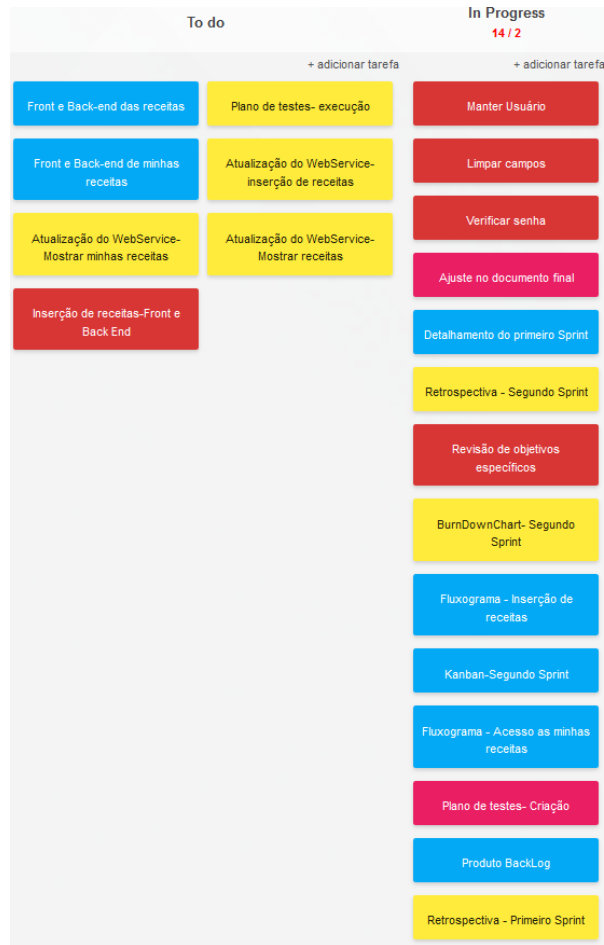 To do
+ adicionar tarefa
Front e Back-end das receitas
Plano de testes- execução
Front e Back-end de minhas
receitas
Atualização do WebService-
inserção de receitas
Atualização do WebService-
Mostrar minhas receitas
Atualização do WebService-
Mostrar receitas
Inserção de receitas-Front e
Back End
In Progress
14 / 2
+ adicionar tarefa
Manter Usuário
Limpar campos
Verificar senha
Ajuste no documento final
Detalhamento do primeiro Sprint
Retrospectiva - Segundo Sprint
Revisão de objetivos
específicos
BurnDownChart- Segundo
Sprint
Fluxograma - Inserção de
receitas
Kanban-Segundo Sprint
Fluxograma - Acesso as minhas
receitas
Plano de testes- Criação
Produto BackLog
Retrospectiva - Primeiro Sprint